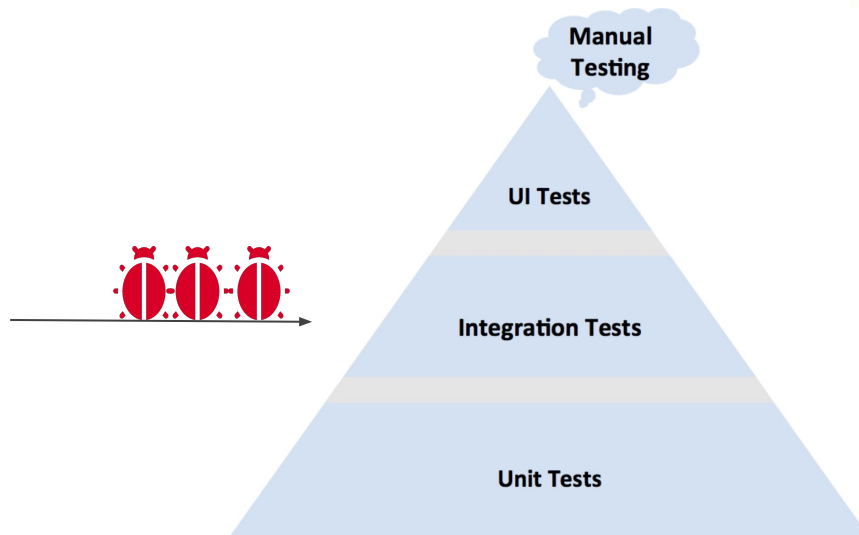 Manual
Testing
UI Tests
Integration Tests
Unit Tests